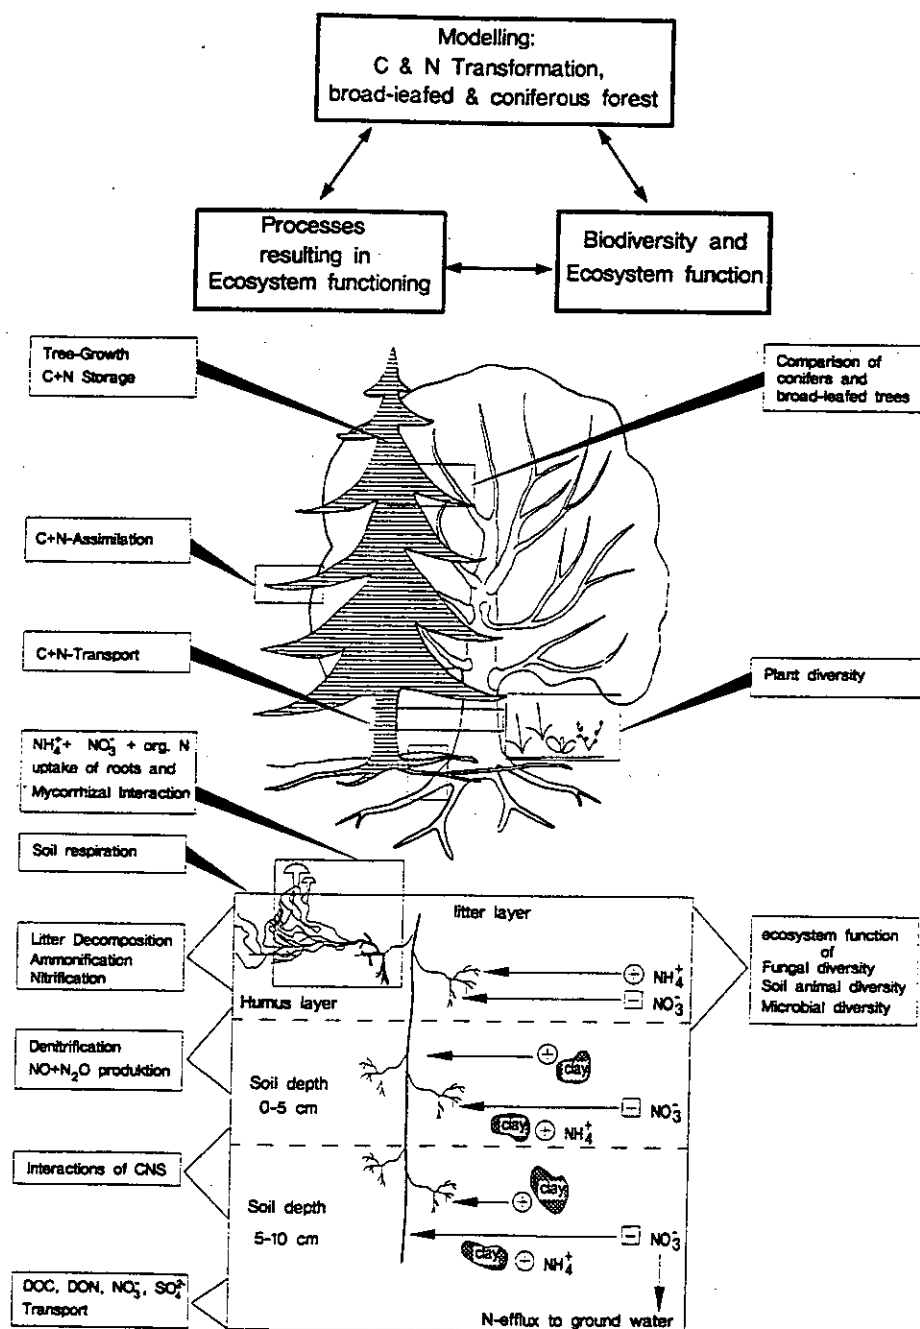 Modelling:
C & N Transformation,
broad-leafed & coniferous forest
Processes
resulting in
Ecosystem functioning
Biodiversity and
Ecosystem function
Tree-Growth
C+N Storage
Comparison of
conifers and
broad-leafed trees
C+N-Assimilation
C+N-Transport
Plant diversity
NH₄⁺+ NO₃⁻ + org. N
uptake of roots and
Mycorrhizal Interaction
Soil respiration
litter layer
Litter Decomposition
Ammonification
Nitrification
ecosystem function
of
Fungal diversity
Soil animal diversity
Microbial diversity
+ NH₄⁺
− NO₃⁻
Humus layer
Denitrification
NO+N₂O produktion
Soil depth
0-5 cm
+ clay
− NO₃⁻
clay + NH₄⁺
Interactions of CNS
Soil depth
5-10 cm
+ clay
− NO₃⁻
clay + NH₄⁺
DOC, DON, NO₃⁻, SO₄²⁻
Transport
N-efflux to ground water